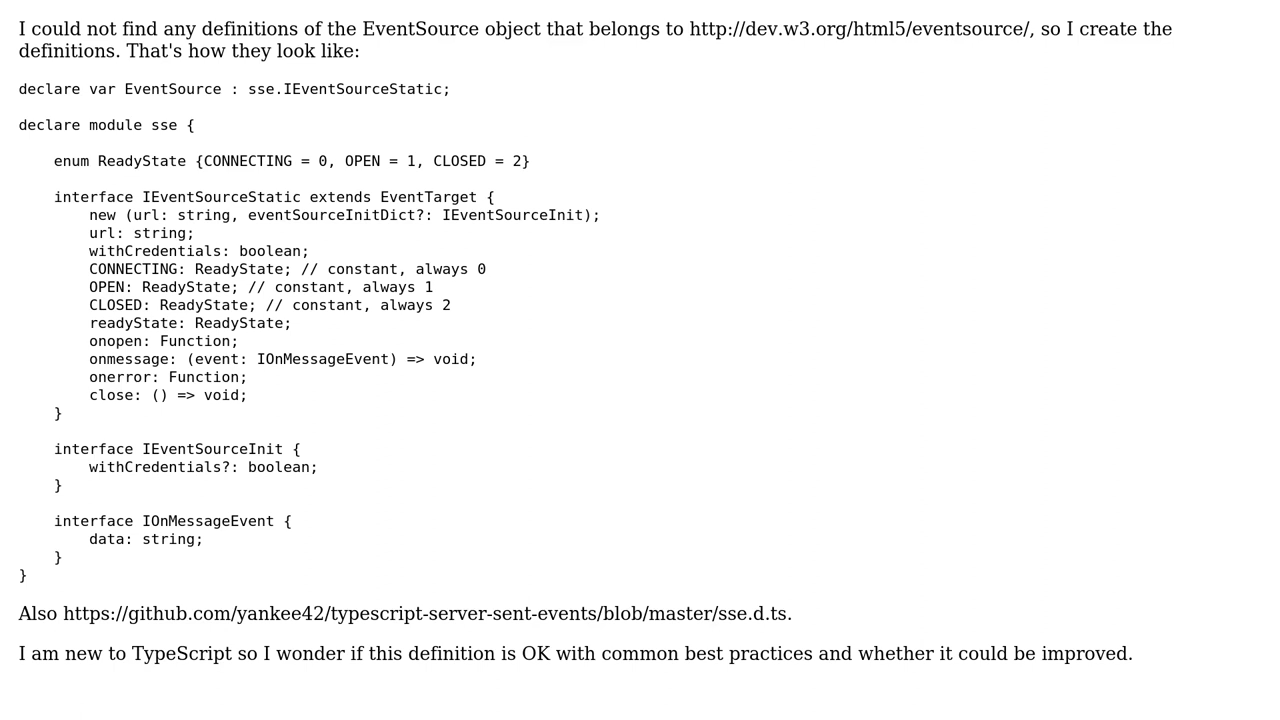 I could not find any definitions of the EventSource object that belongs to http://dev.w3.org/html5/eventsource/, so I create the
definitions. That's how they look like:
declare var EventSource : sse.IEventSourceStatic;
declare module sse {
    enum ReadyState {CONNECTING = 0, OPEN = 1, CLOSED = 2}
    interface IEventSourceStatic extends EventTarget {
        new (url: string, eventSourceInitDict?: IEventSourceInit);
        url: string;
        withCredentials: boolean;
        CONNECTING: ReadyState; // constant, always 0
        OPEN: ReadyState; // constant, always 1
        CLOSED: ReadyState; // constant, always 2
        readyState: ReadyState;
        onopen: Function;
        onmessage: (event: IOnMessageEvent) => void;
        onerror: Function;
        close: () => void;
    }
    interface IEventSourceInit {
        withCredentials?: boolean;
    }
    interface IOnMessageEvent {
        data: string;
    }
}
Also https://github.com/yankee42/typescript-server-sent-events/blob/master/sse.d.ts.
I am new to TypeScript so I wonder if this definition is OK with common best practices and whether it could be improved.